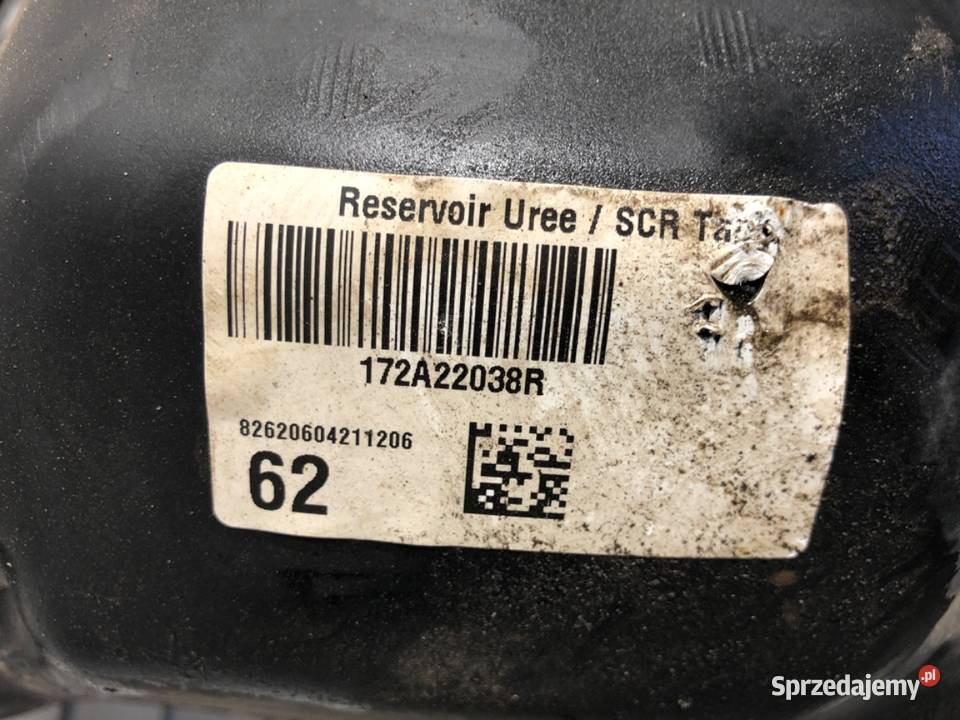 Reservoir Uree / SCR
172A22038R
82620604211206
62
Sprzedajemy.pl